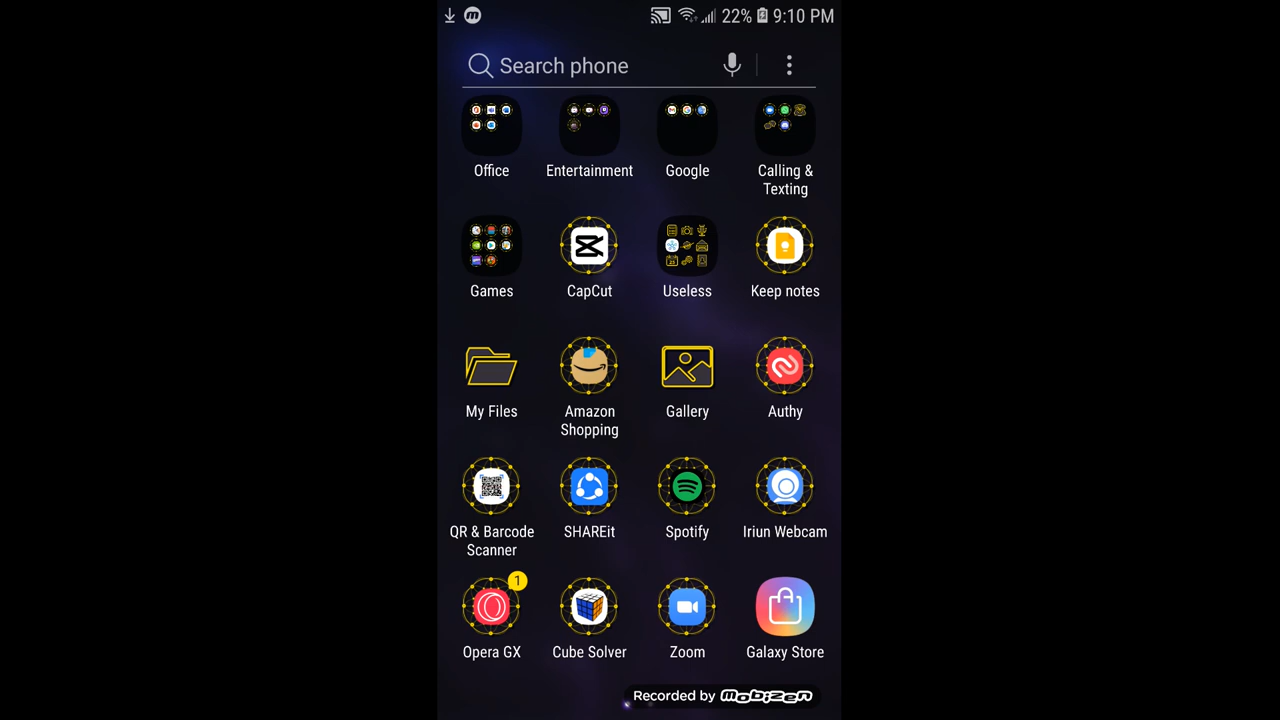 22% 9:10 PM
Search phone
Office Entertainment Google Calling &
Texting
Games CapCut Useless Keep notes
My Files Amazon Gallery Authy
Shopping
QR & Barcode SHAREit Spotify Iriun Webcam
Scanner
1
Opera GX Cube Solver Zoom Galaxy Store
Recorded by mobizen